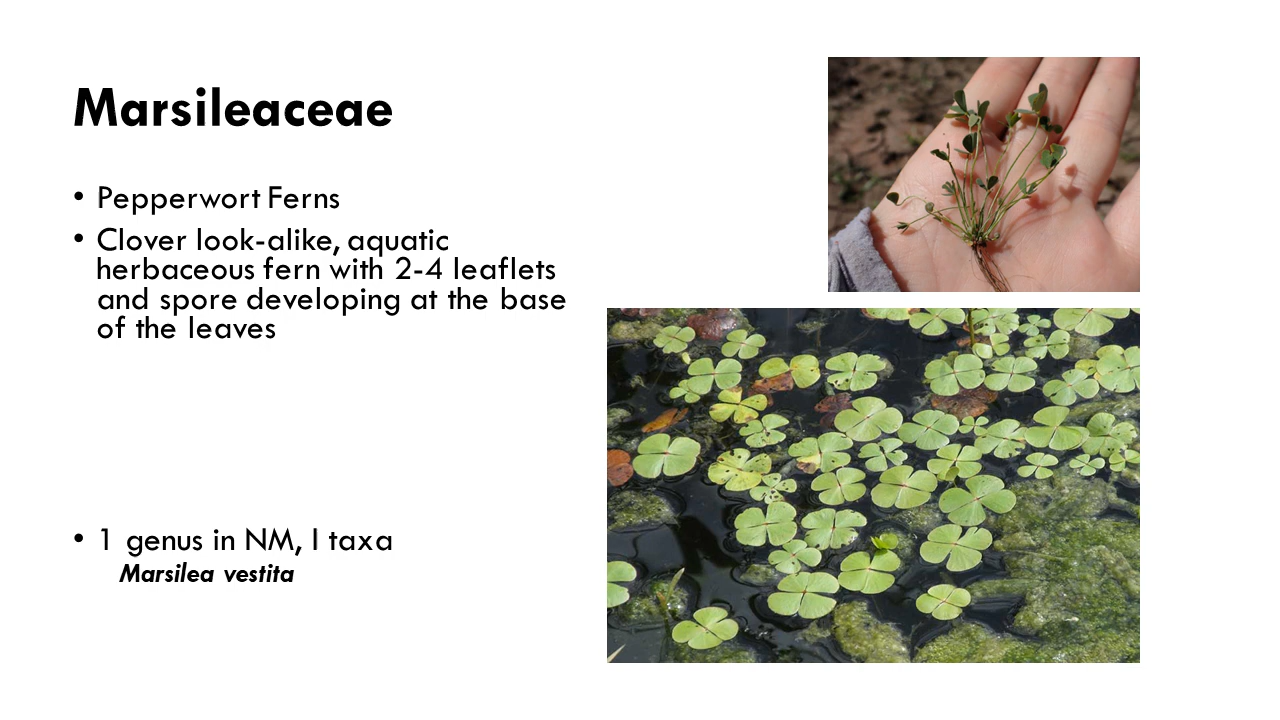 Marsileaceae
• Pepperwort Ferns
• Clover look-alike, aquatic
herbaceous fern with 2-4 leaflets
and spore developing at the base
of the leaves
• 1 genus in NM, I taxa
Marsilea vestita